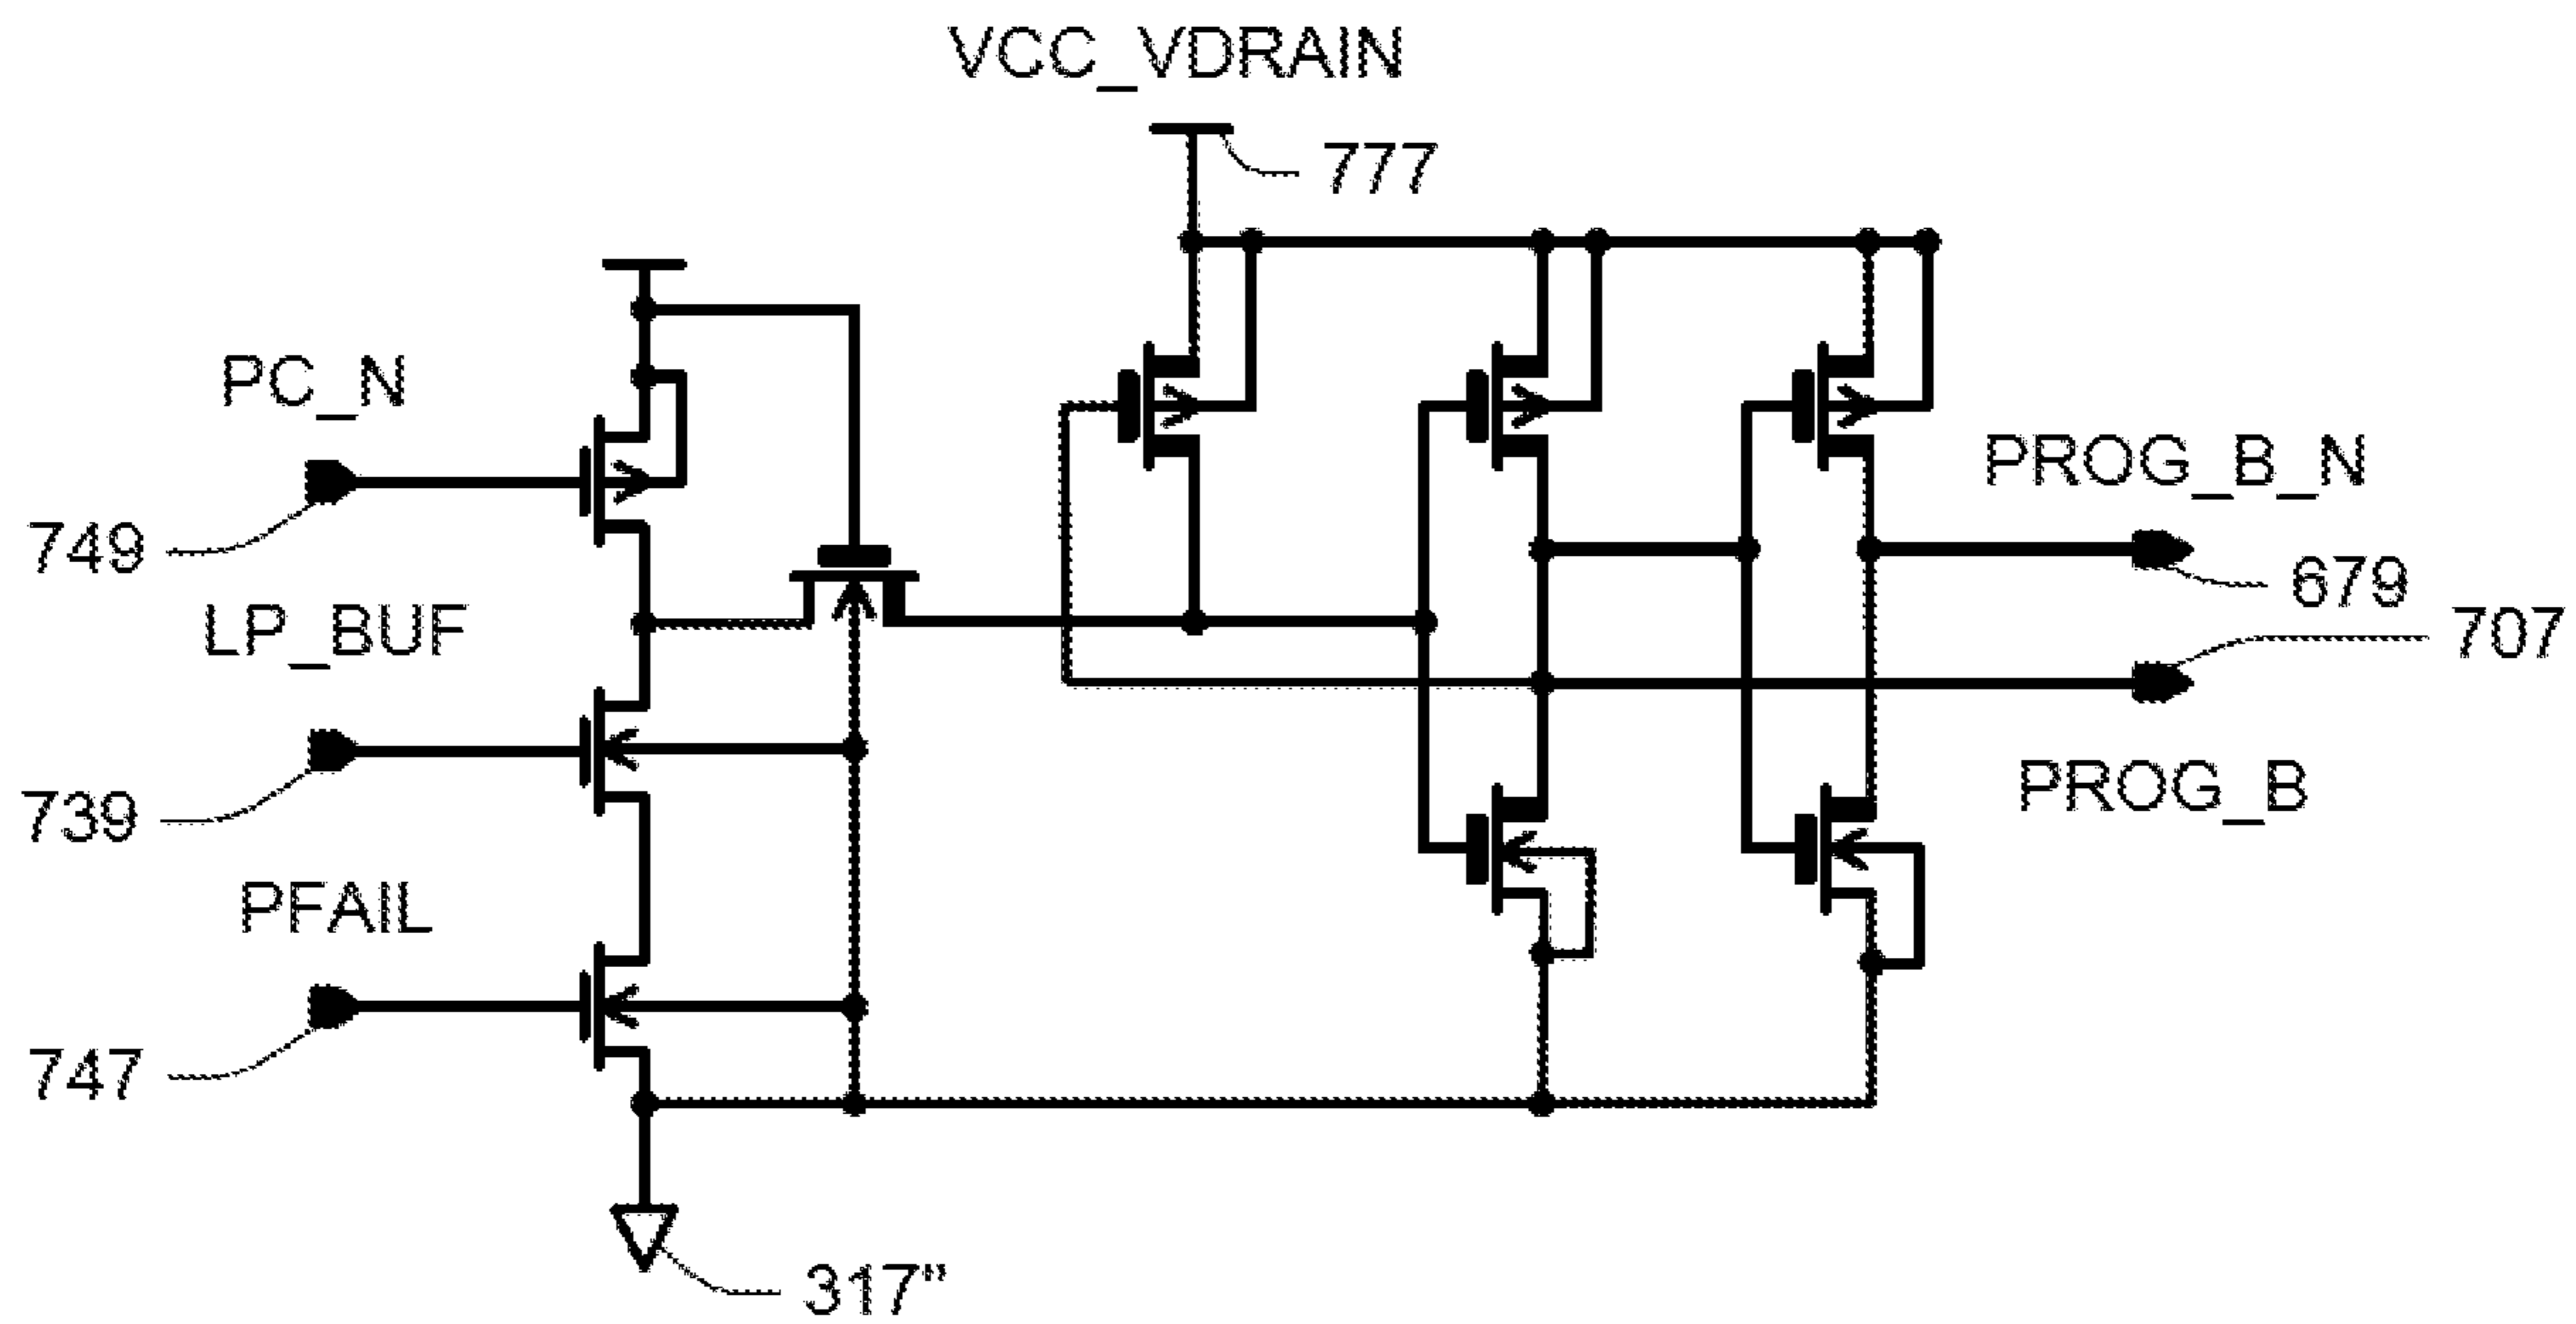 VCC_VDRAIN
777
PC_N
749
PROG_B_N
679
LP_BUF
707
739
PROG_B
PFAIL
747
317"